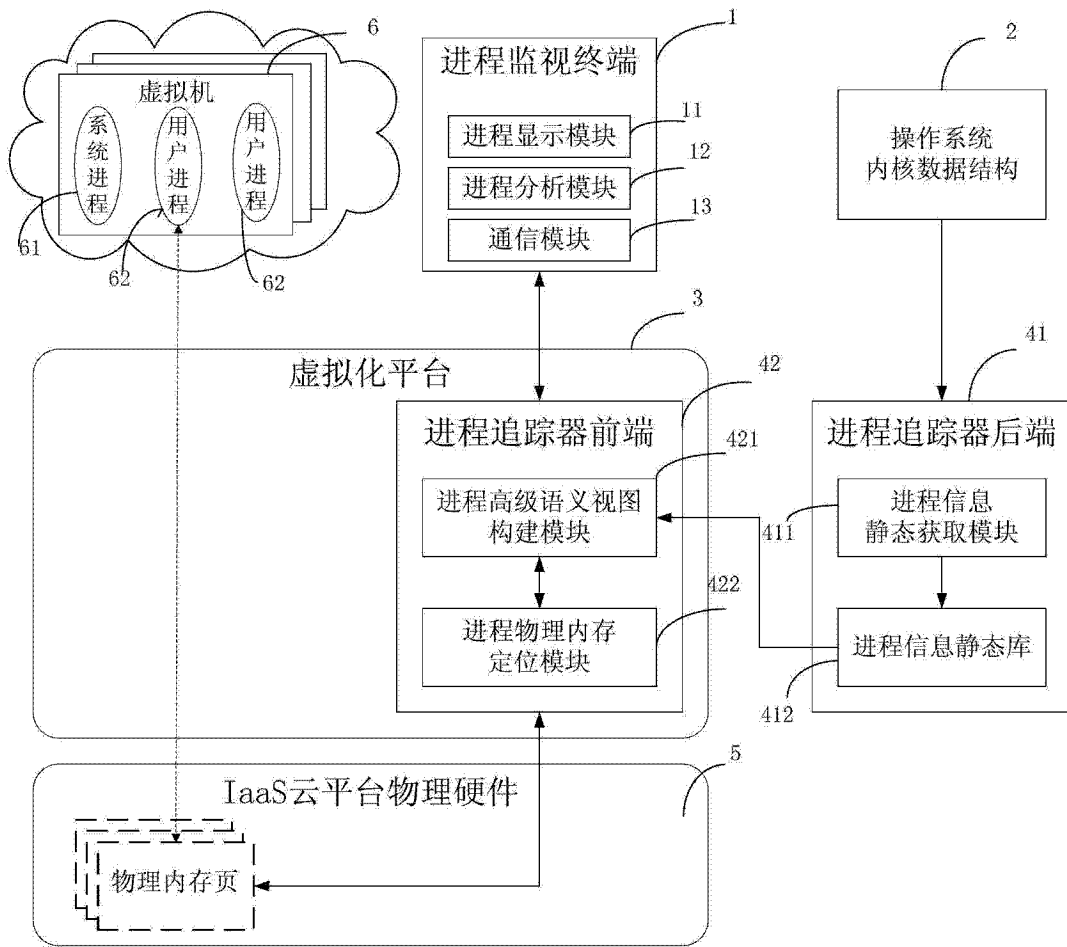 6
虚拟机
系统进程
用户进程
用户进程
61
62
62
1
进程监视终端
进程显示模块
11
进程分析模块
12
通信模块
13
2
操作系统
内核数据结构
3
虚拟化平台
42
进程追踪器前端
421
进程高级语义视图
构建模块
422
进程物理内存
定位模块
41
进程追踪器后端
进程信息
静态获取模块
411
进程信息静态库
412
5
IaaS云平台物理硬件
物理内存页